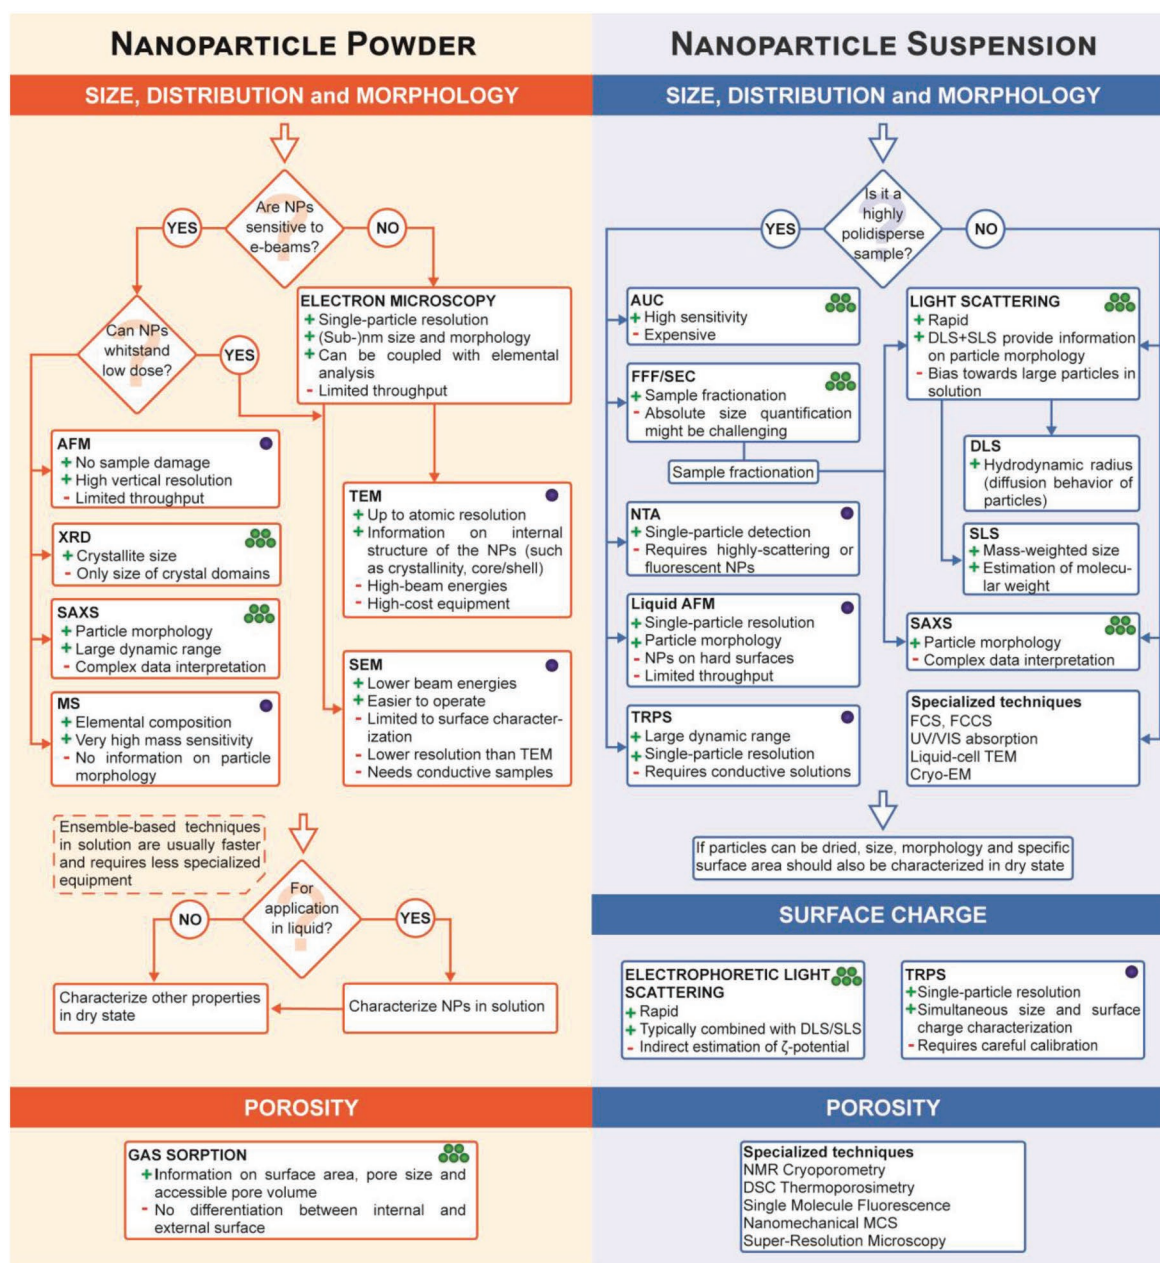 NANOPARTICLE POWDER
SIZE, DISTRIBUTION and MORPHOLOGY
Are NPs
sensitive to
e-beams?
YES
NO
Can NPs
whitstand
low dose?
YES
ELECTRON MICROSCOPY
+ Single-particle resolution
+ (Sub-)nm size and morphology
+ Can be coupled with elemental
analysis
- Limited throughput
AFM
+ No sample damage
+ High vertical resolution
- Limited throughput
XRD
+ Crystallite size
- Only size of crystal domains
SAXS
+ Particle morphology
+ Large dynamic range
- Complex data interpretation
MS
+ Elemental composition
+ Very high mass sensitivity
- No information on particle
morphology
TEM
+ Up to atomic resolution
+ Information on internal
structure of the NPs (such
as crystallinity, core/shell)
- High-beam energies
- High-cost equipment
SEM
+ Lower beam energies
+ Easier to operate
- Limited to surface character-
ization
- Lower resolution than TEM
- Needs conductive samples
Ensemble-based techniques
in solution are usually faster
and requires less specialized
equipment
For
application
in liquid?
NO
YES
Characterize other properties
in dry state
Characterize NPs in solution
POROSITY
GAS SORPTION
+ Information on surface area, pore size and
accessible pore volume
- No differentiation between internal and
external surface
NANOPARTICLE SUSPENSION
SIZE, DISTRIBUTION and MORPHOLOGY
Is it a
highly
polidisperse
sample?
YES
NO
AUC
+ High sensitivity
- Expensive
FFF/SEC
+ Sample fractionation
- Absolute size quantification
might be challenging
Sample fractionation
NTA
+ Single-particle detection
- Requires highly-scattering or
fluorescent NPs
Liquid AFM
+ Single-particle resolution
+ Particle morphology
- NPs on hard surfaces
- Limited throughput
TRPS
+ Large dynamic range
+ Single-particle resolution
- Requires conductive solutions
LIGHT SCATTERING
+ Rapid
+ DLS+SLS provide information
on particle morphology
- Bias towards large particles in
solution
DLS
+ Hydrodynamic radius
(diffusion behavior of
particles)
SLS
+ Mass-weighted size
+ Estimation of molecu-
lar weight
SAXS
+ Particle morphology
- Complex data interpretation
Specialized techniques
FCS, FCCS
UV/VIS absorption
Liquid-cell TEM
Cryo-EM
If particles can be dried, size, morphology and specific
surface area should also be characterized in dry state
SURFACE CHARGE
ELECTROPHORETIC LIGHT
SCATTERING
+ Rapid
+ Typically combined with DLS/SLS
- Indirect estimation of ζ-potential
TRPS
+ Single-particle resolution
+ Simultaneous size and surface
charge characterization
- Requires careful calibration
POROSITY
Specialized techniques
NMR Cryoporometry
DSC Thermoporosimetry
Single Molecule Fluorescence
Nanomechanical MCS
Super-Resolution Microscopy